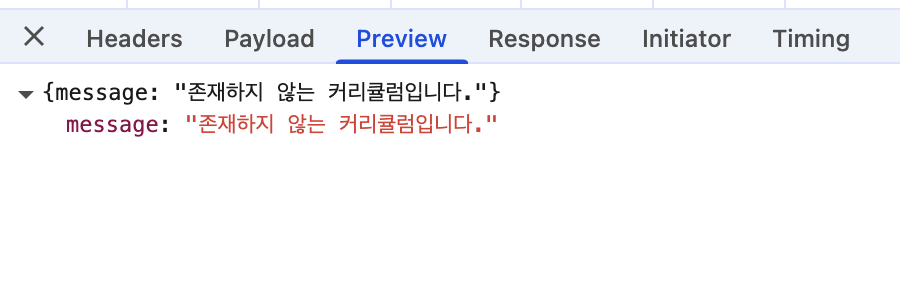 Headers Payload Preview Response Initiator Timing
{message: "존재하지 않는 커리큘럼입니다."}
message: "존재하지 않는 커리큘럼입니다."